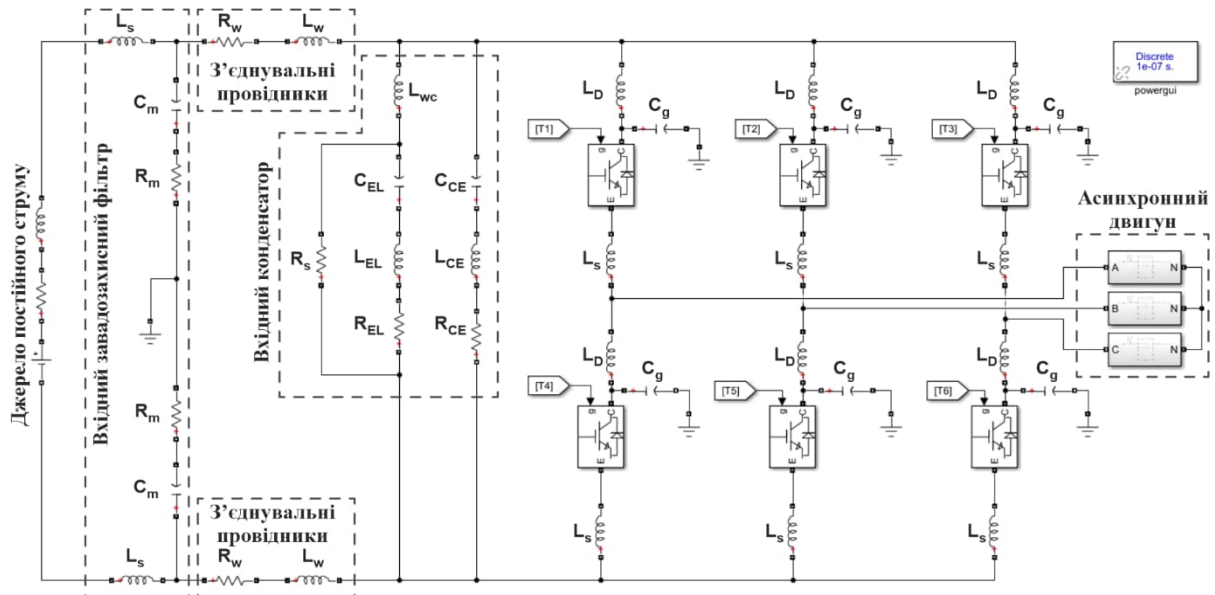 Ls
Rw
Lw
З’єднувальні
провідники
Cm
Rm
Rm
Cm
Ls
З’єднувальні
провідники
Rw
Lw
Джерело постійного струму
Вхідний завадозахисний фільтр
Вхідний конденсатор
Lwc
CEL
CCE
Rs
LEL
LCE
REL
RCE
LD
Cg
[T1]
g
C
E
Ls
LD
Cg
[T2]
g
C
E
Ls
LD
Cg
[T3]
g
C
E
Ls
LD
Cg
[T4]
g
C
E
Ls
LD
Cg
[T5]
g
C
E
Ls
LD
Cg
[T6]
g
C
E
Ls
Discrete
1e-07 s.
powergui
Асинхронний
двигун
A N
B N
C N